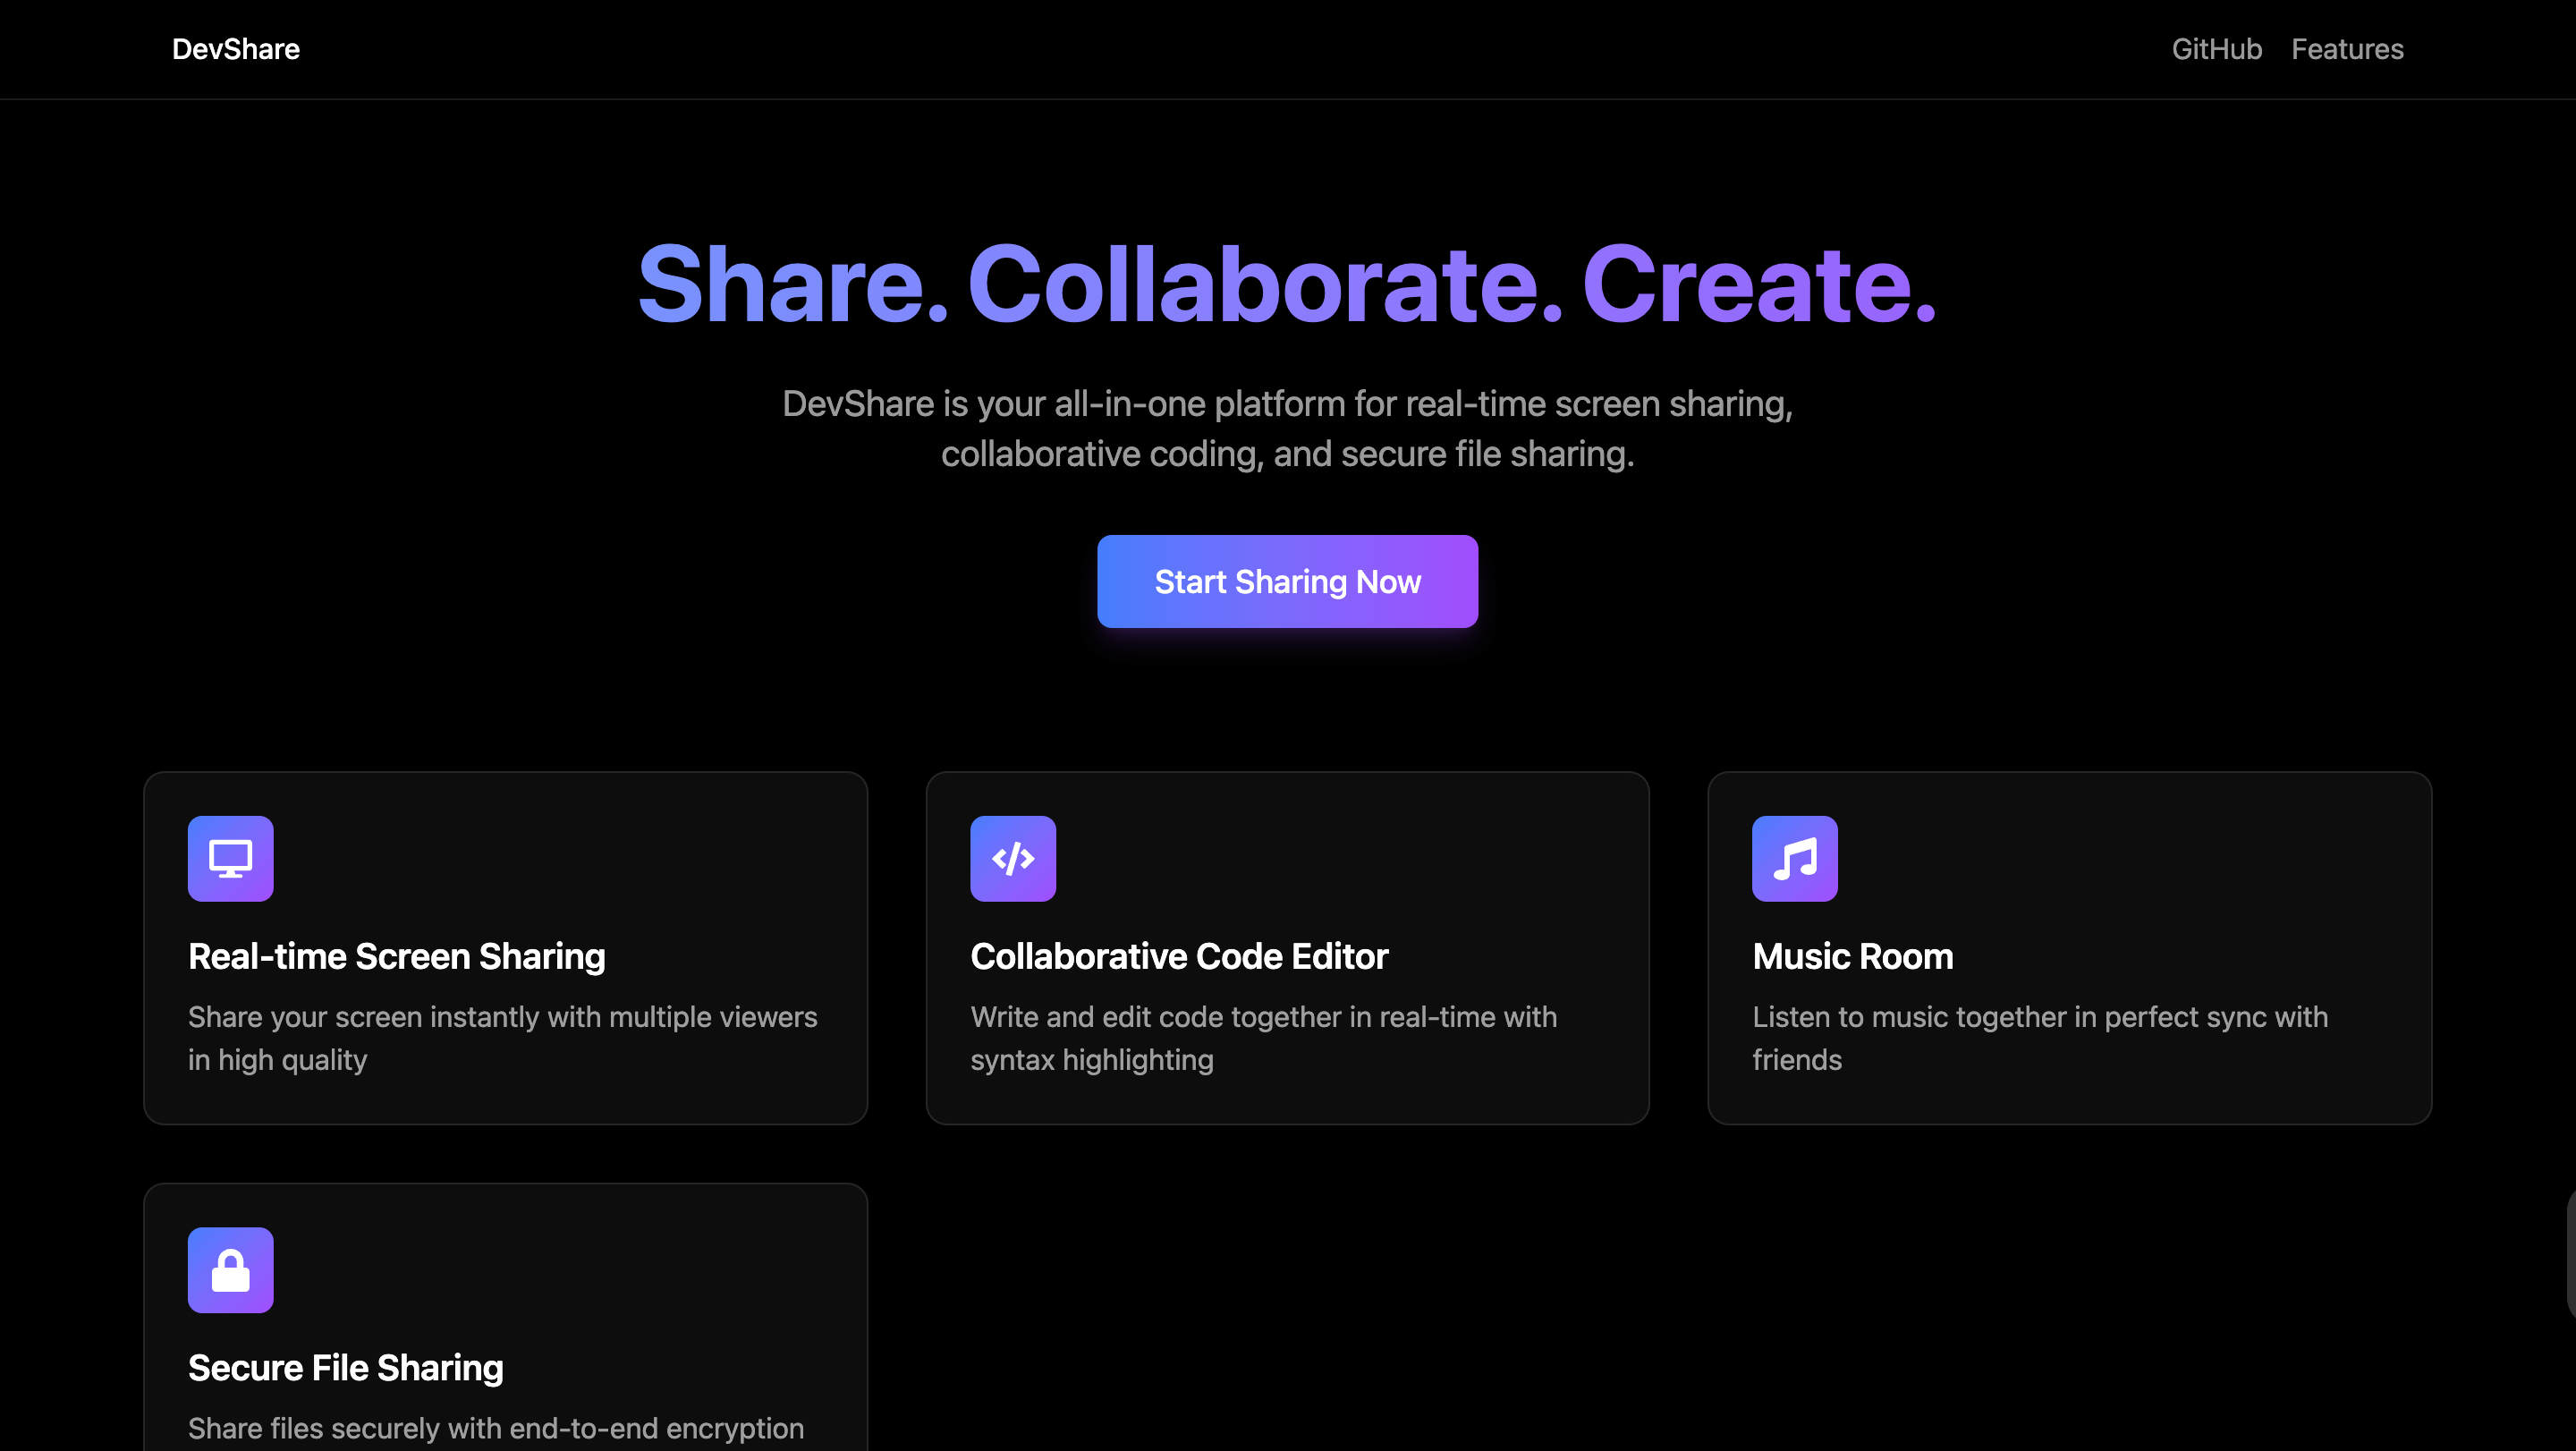 DevShare
GitHub
Features
Share. Collaborate. Create.
DevShare is your all-in-one platform for real-time screen sharing,
collaborative coding, and secure file sharing.
Start Sharing Now
Real-time Screen Sharing
Share your screen instantly with multiple viewers
in high quality
Collaborative Code Editor
Write and edit code together in real-time with
syntax highlighting
Music Room
Listen to music together in perfect sync with
friends
Secure File Sharing
Share files securely with end-to-end encryption